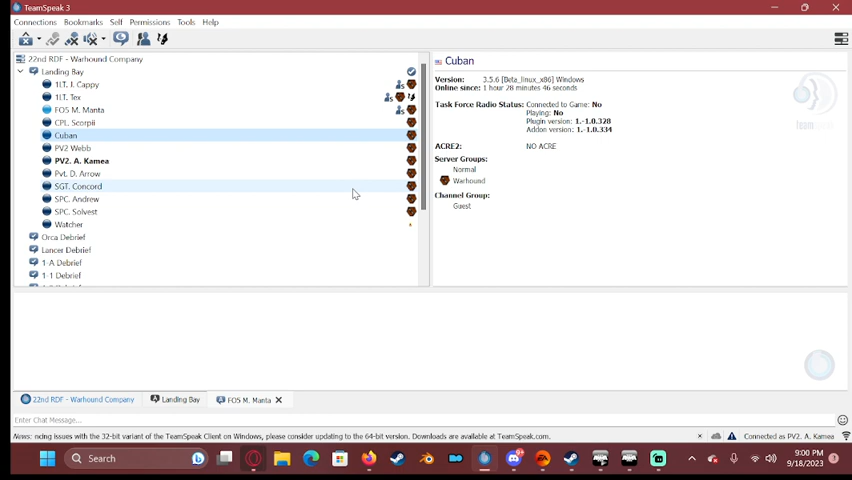 TeamSpeak 3
Connections Bookmarks Self Permissions Tools Help
22nd RDF - Warhound Company
Landing Bay
1LT. J. Cappy
1LT. Tex
FO5 M. Manta
CPL. Scorpii
Cuban
PV2 Webb
PV2. A. Kamea
Pvt. D. Arrow
SGT. Concord
SPC. Andrew
SPC. Solvest
Watcher
Orca Debrief
Lancer Debrief
1-A Debrief
1-1 Debrief
Cuban
Version: 3.5.6 [Beta_linux_x86] Windows
Online since: 1 hour 28 minutes 46 seconds
Task Force Radio Status: Connected to Game: No
Playing: No
Plugin version: 1.-1.0.328
Addon version: 1.-1.0.334
ACRE2: NO ACRE
Server Groups:
Normal
Warhound
Channel Group:
Guest
22nd RDF - Warhound Company Landing Bay FO5 M. Manta
Enter Chat Message...
News: ncing issues with the 32-bit variant of the TeamSpeak Client on Windows, please consider updating to the 64-bit version. Downloads are available at TeamSpeak.com. Connected as PV2. A. Kamea
Search
9:00 PM
9/18/2023